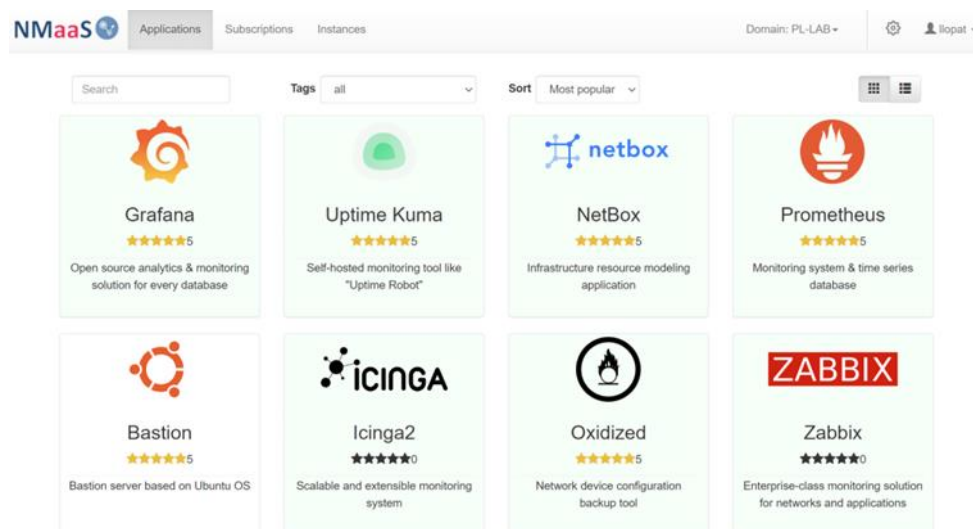 NMaaS
Applications
Subscriptions
Instances
Domain: PL-LAB
llopat
Search
Tags
all
Sort
Most popular
Grafana
5
Open source analytics & monitoring
solution for every database
Uptime Kuma
5
Self-hosted monitoring tool like
"Uptime Robot"
netbox
NetBox
5
Infrastructure resource modeling
application
Prometheus
5
Monitoring system & time series
database
Bastion
5
Bastion server based on Ubuntu OS
ICINGA
Icinga2
0
Scalable and extensible monitoring
system
Oxidized
5
Network device configuration
backup tool
ZABBIX
Zabbix
0
Enterprise-class monitoring solution
for networks and applications